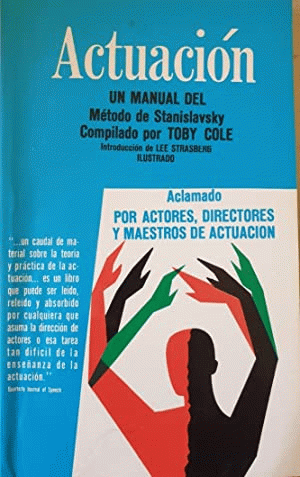 Actuación
UN MANUAL DEL
Método de Stanislavsky
Compilado por TOBY COLE
Introducción de LEE STRASBERG
ILUSTRADO
Aclamado
POR ACTORES, DIRECTORES
Y MAESTROS DE ACTUACION
"...un caudal de ma-
terial sobre la teoría
y práctica de la ac-
tuación... es un libro
que puede ser leído,
releído y absorbido
por cualquiera que
asuma la dirección de
actores o esa tarea
tan difícil de la
enseñanza de la
actuación."
Quarterly Journal of Speech